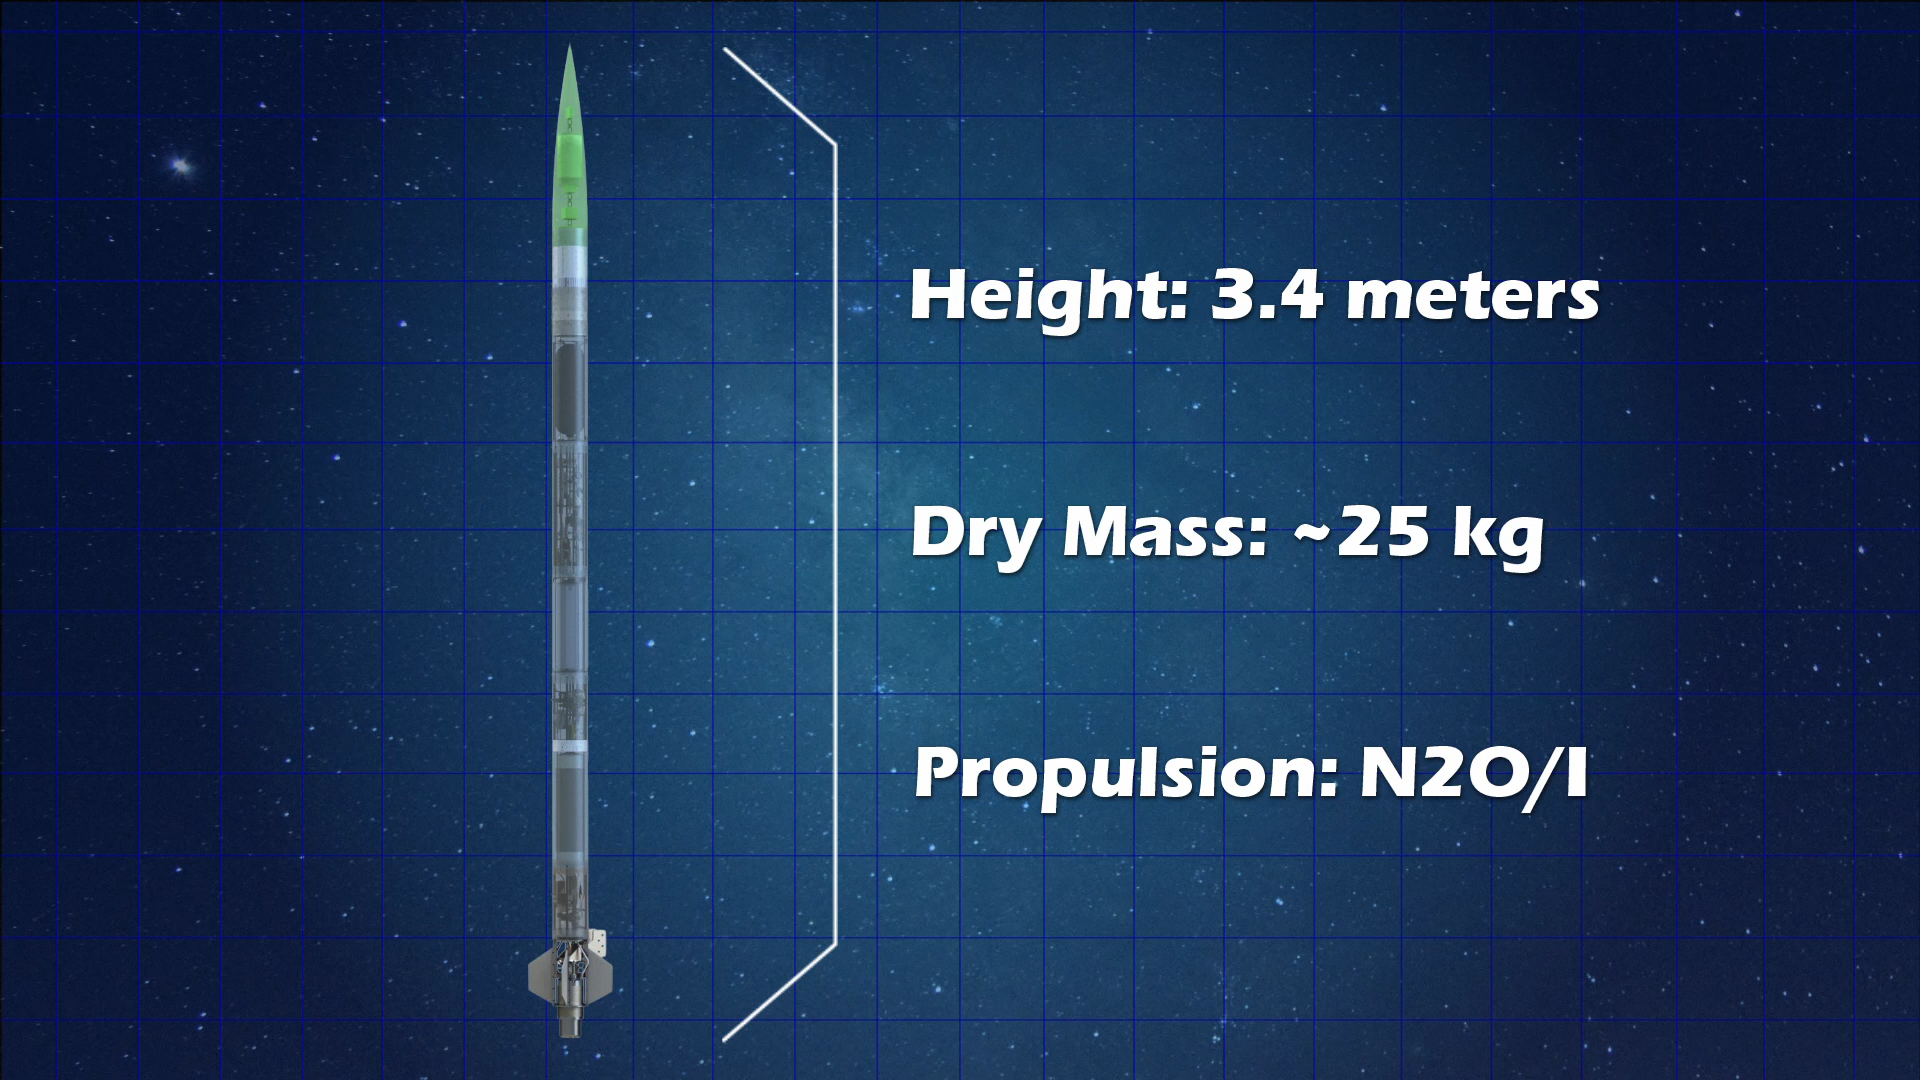 Height: 3.4 meters
Dry Mass: ~25 kg
Propulsion: N2O/I